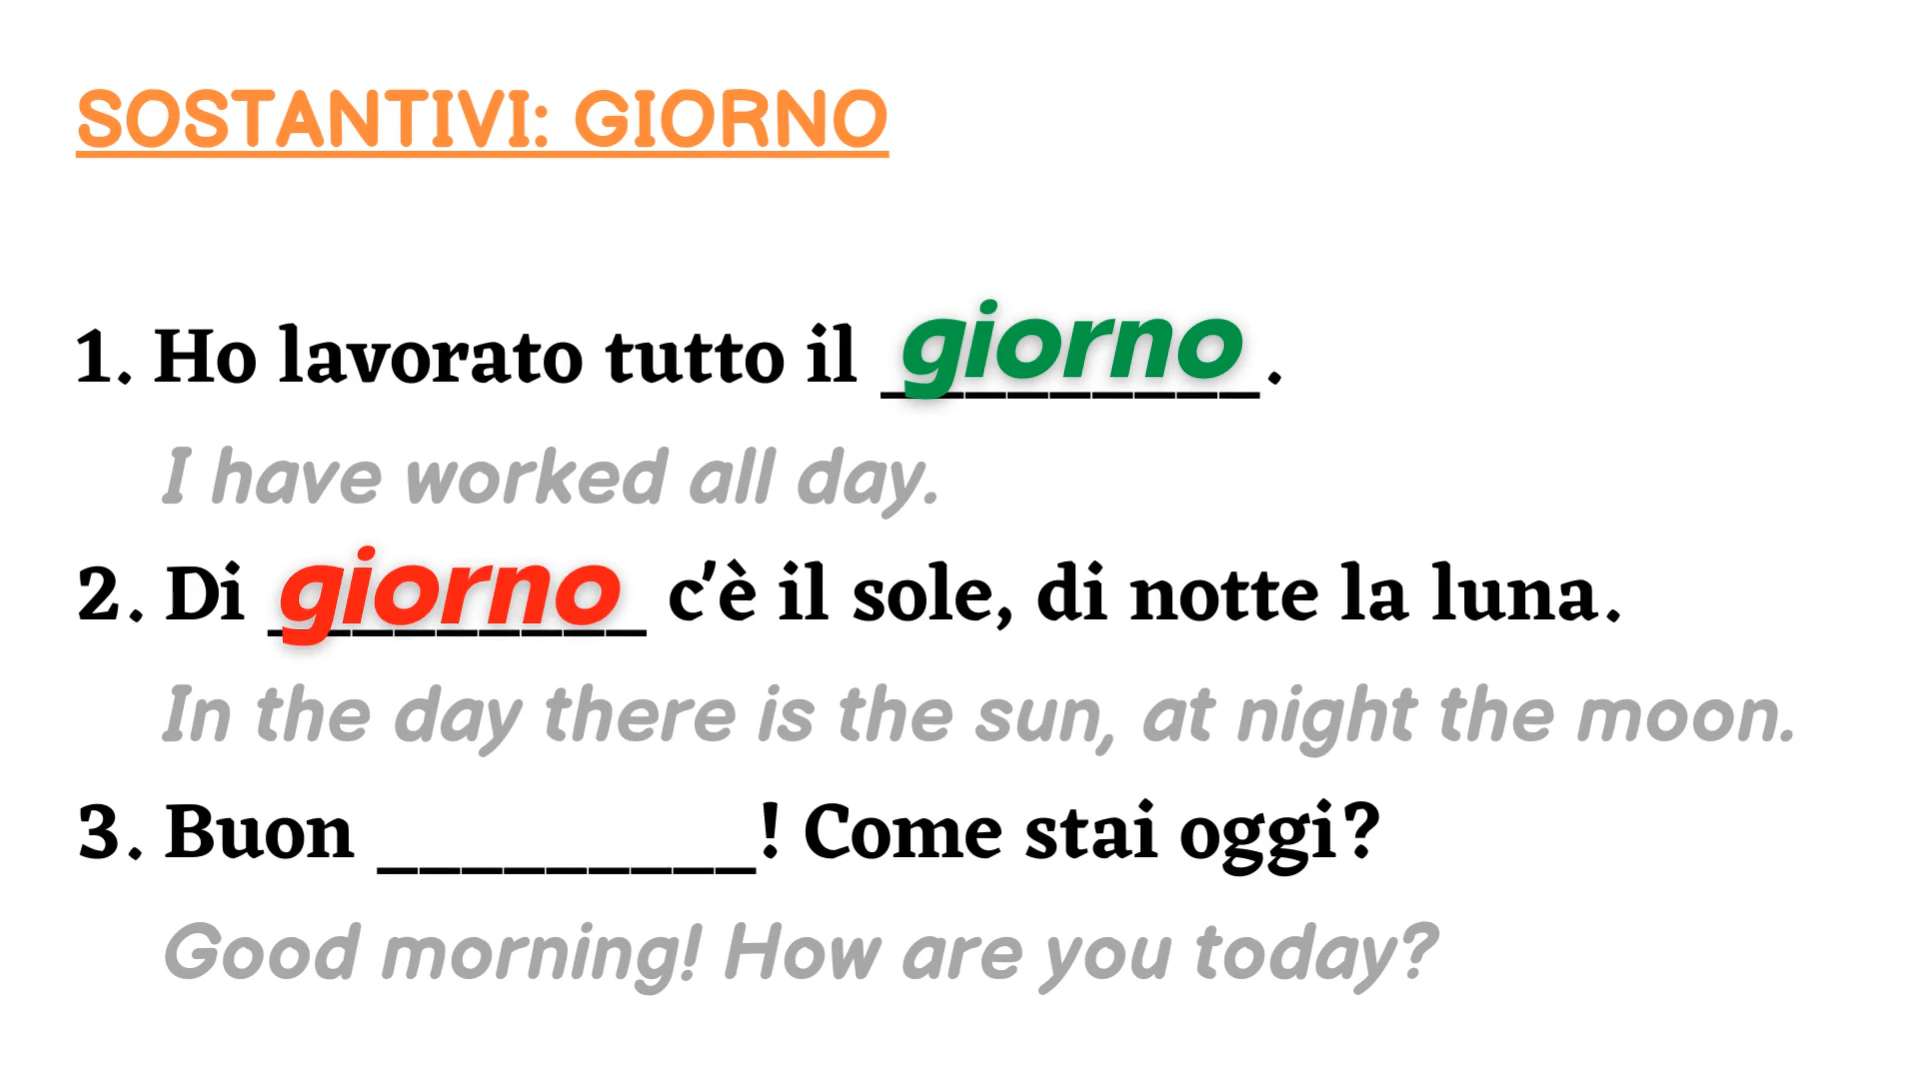 SOSTANTIVI: GIORNO
1. Ho lavorato tutto il giorno.
I have worked all day.
2. Di giorno c'è il sole, di notte la luna.
In the day there is the sun, at night the moon.
3. Buon _________! Come stai oggi?
Good morning! How are you today?